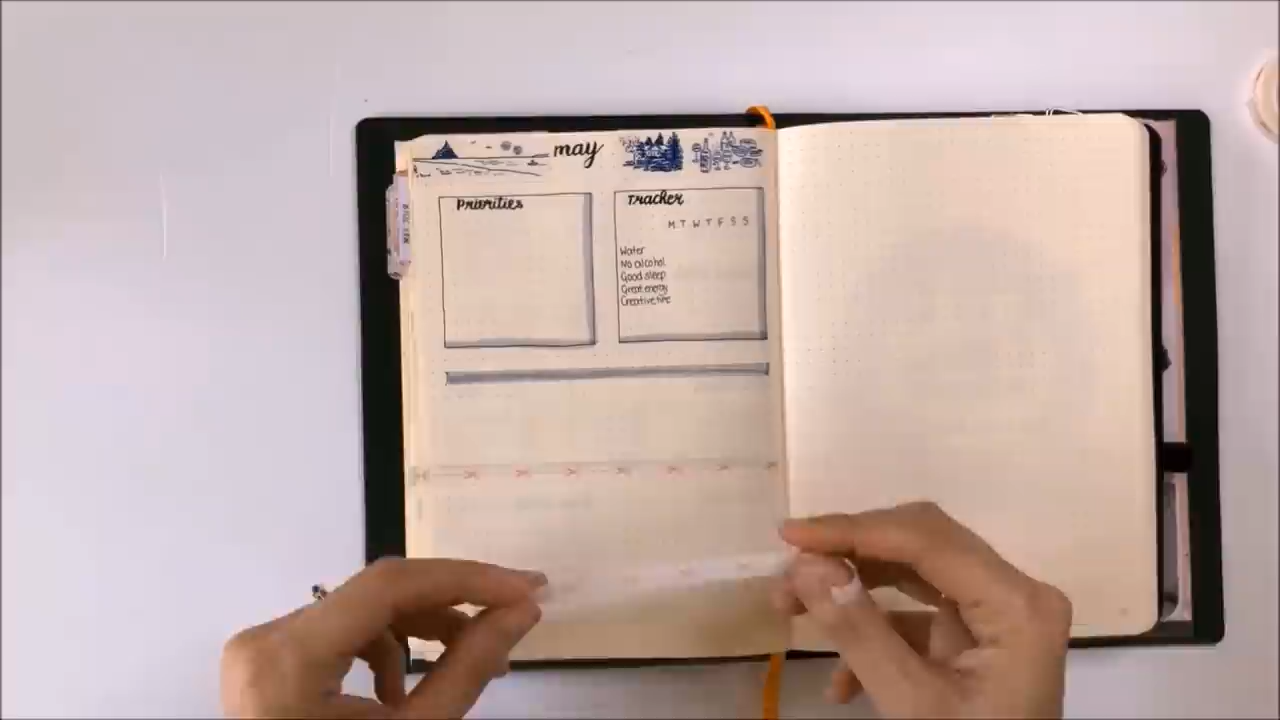 may
Priorities
Tracker
M T W T F S S
Water
No alcohol
Good sleep
Great energy
Creative time